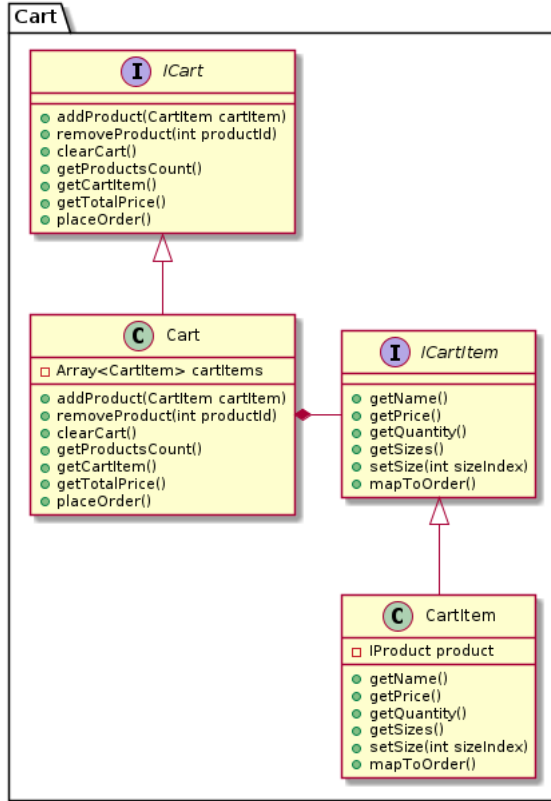 Cart
I ICart
addProduct(CartItem cartItem)
removeProduct(int productId)
clearCart()
getProductsCount()
getCartItem()
getTotalPrice()
placeOrder()
C Cart
Array<CartItem> cartItems
addProduct(CartItem cartItem)
removeProduct(int productId)
clearCart()
getProductsCount()
getCartItem()
getTotalPrice()
placeOrder()
I ICartItem
getName()
getPrice()
getQuantity()
getSizes()
setSize(int sizeIndex)
mapToOrder()
C CartItem
IProduct product
getName()
getPrice()
getQuantity()
getSizes()
setSize(int sizeIndex)
mapToOrder()